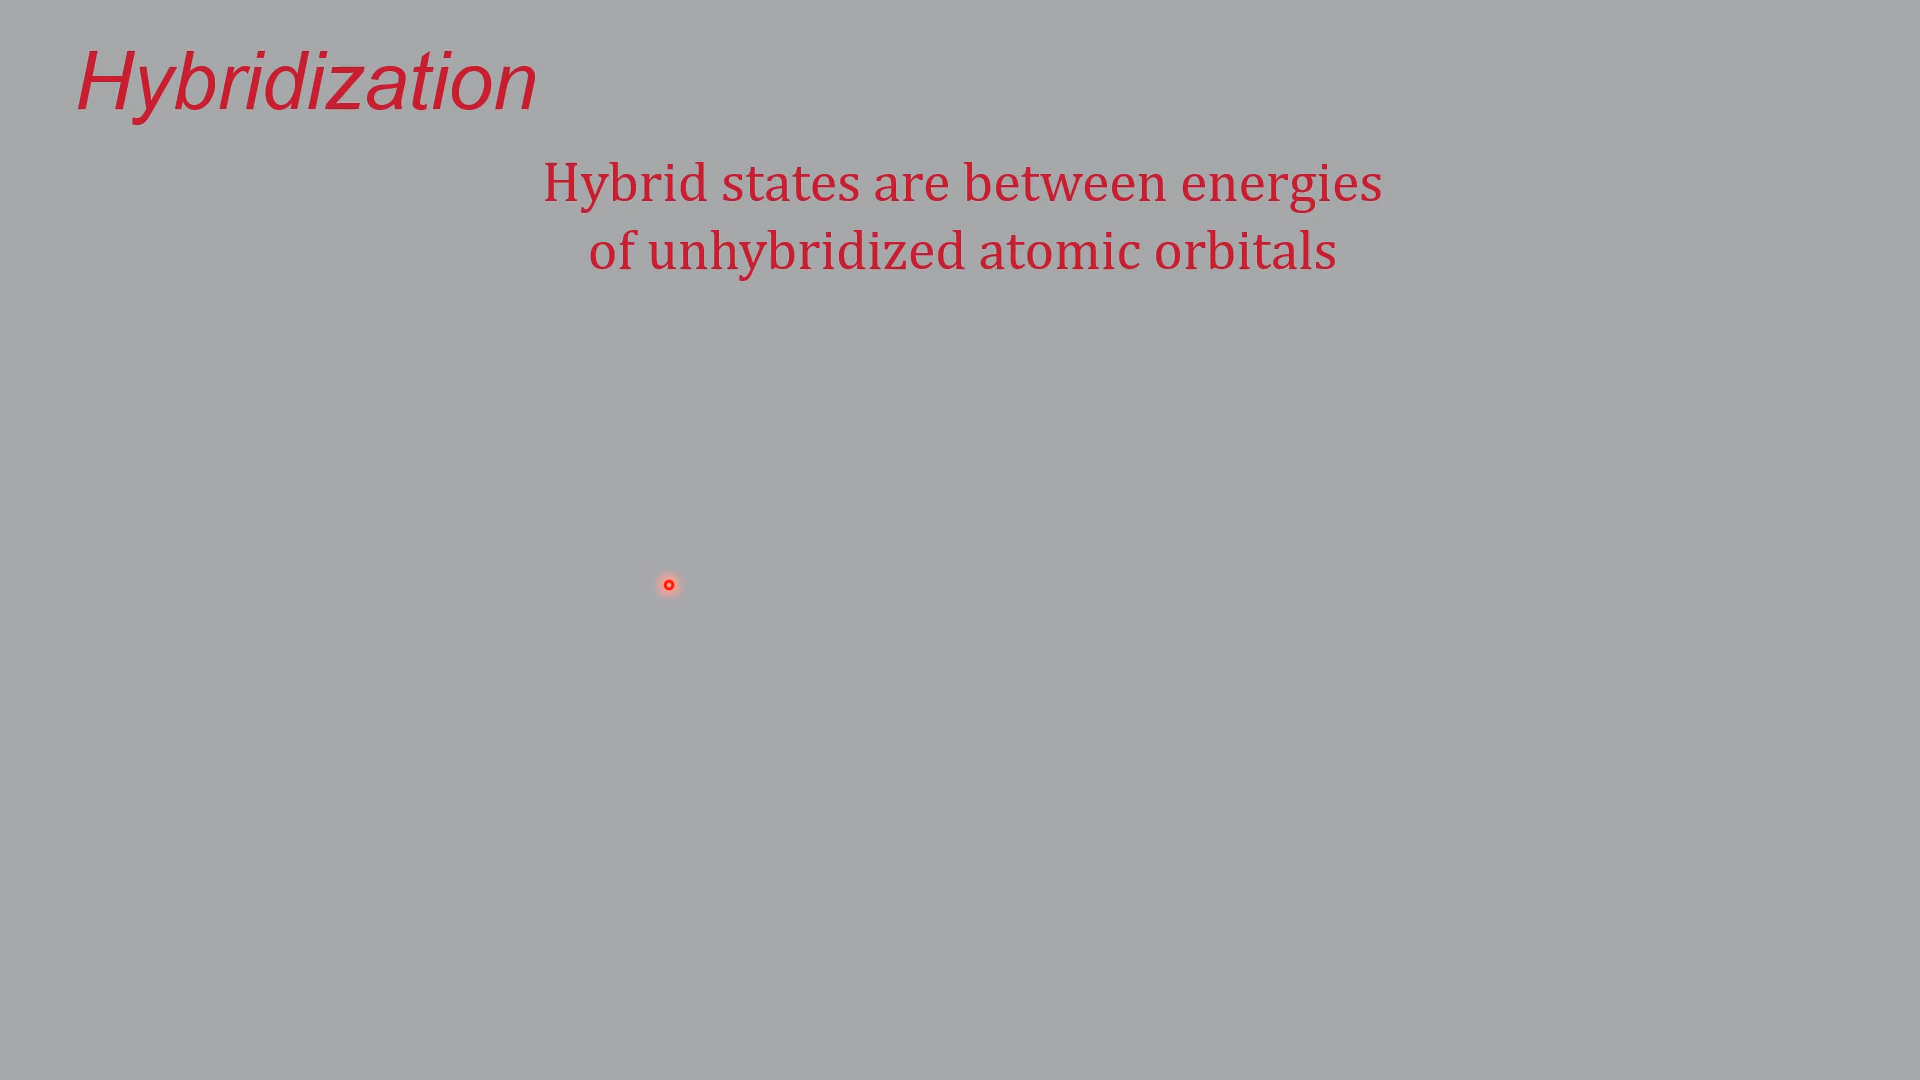 Hybridization
Hybrid states are between energies
of unhybridized atomic orbitals